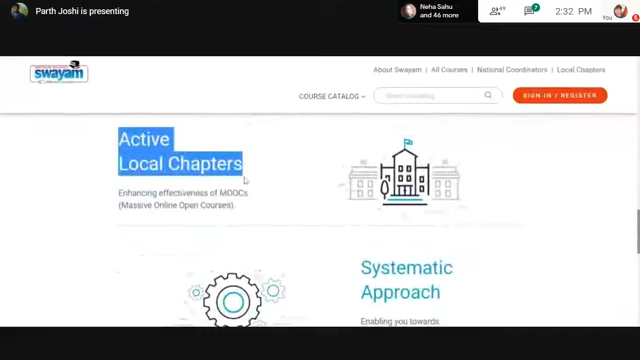 Parth Joshi is presenting
Neha Sahu
and 46 more
49
7
2:32 PM
You
swayam
About Swayam | All Courses | National Coordinators | Local Chapters
COURSE CATALOG
SIGN-IN / REGISTER
Active
Local Chapters
Enhancing effectiveness of MOOCs
(Massive Online Open Courses).
Systematic
Approach
Enabling you towards